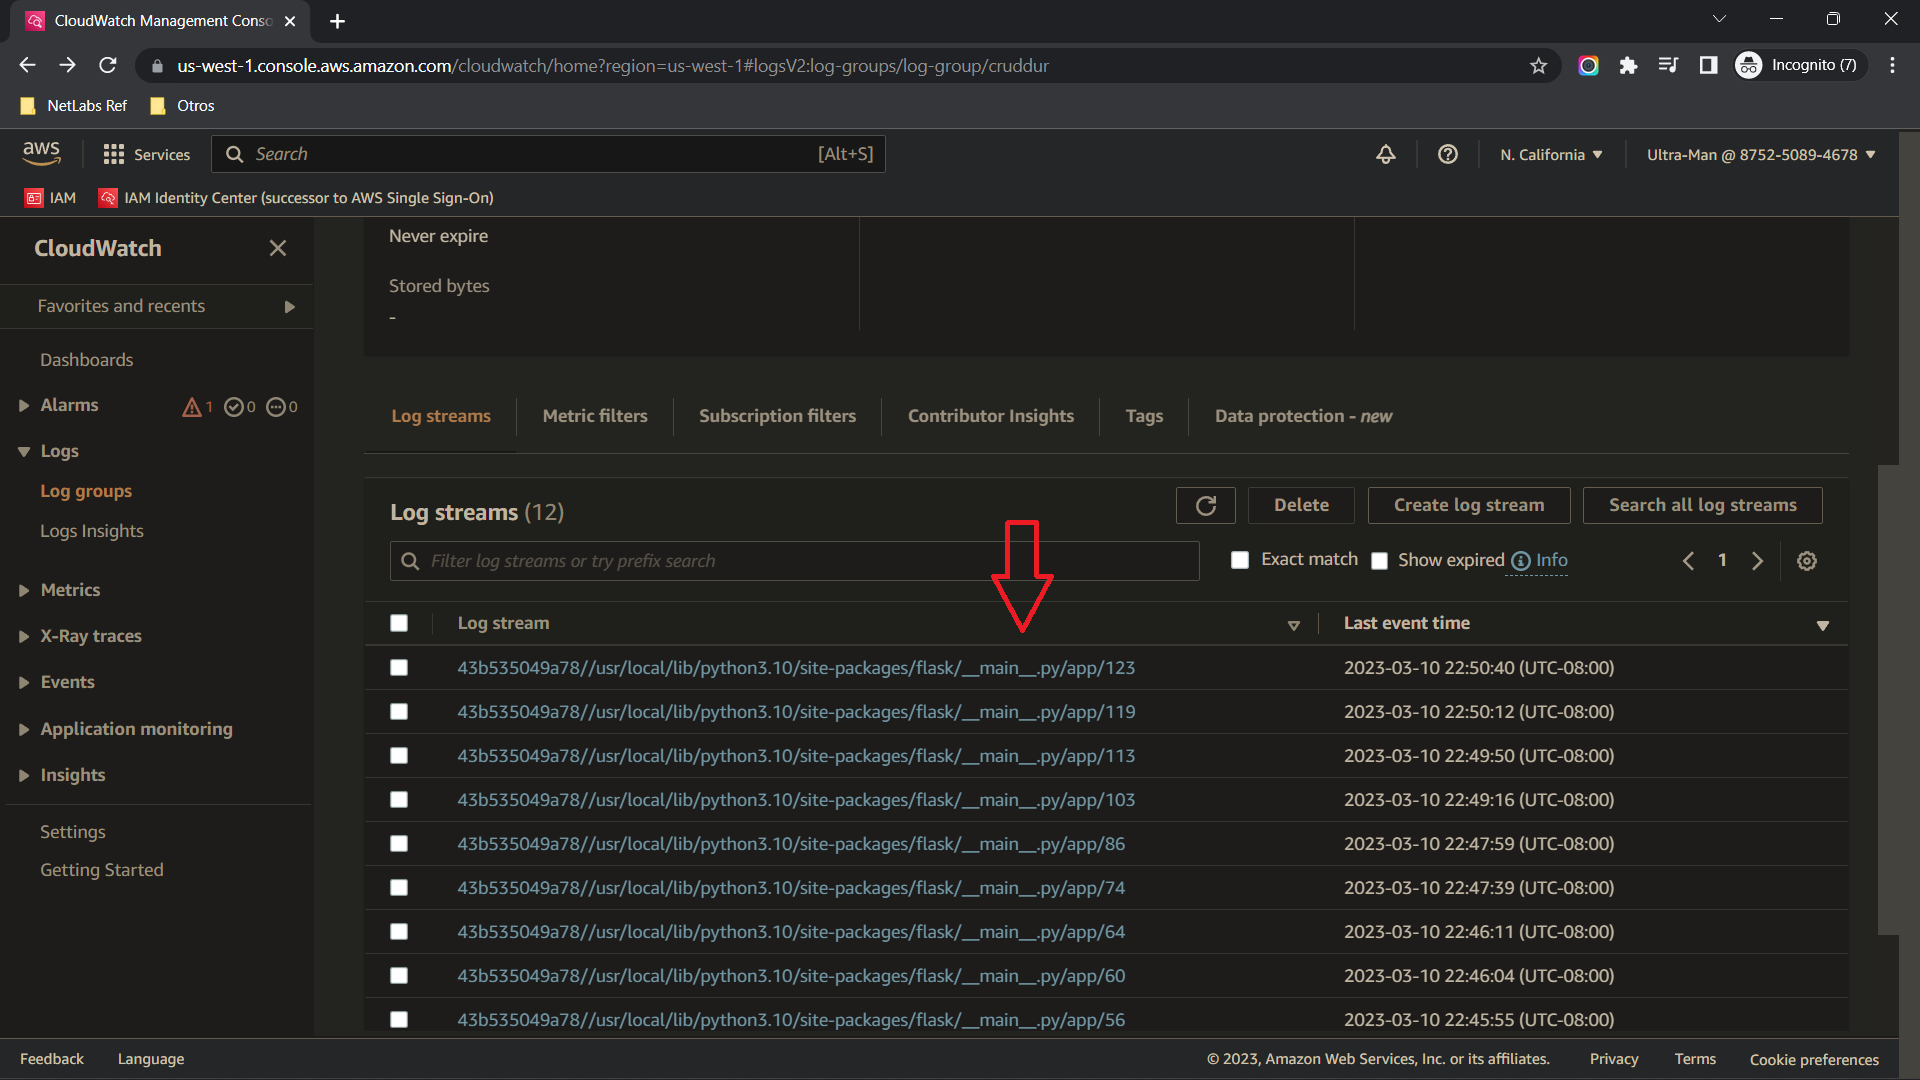 CloudWatch Management Conso
us-west-1.console.aws.amazon.com/cloudwatch/home?region=us-west-1#logsV2:log-groups/log-group/cruddur
Incognito (7)
NetLabs Ref Otros
aws Services Search [Alt+S] N. California Ultra-Man @ 8752-5089-4678
IAM IAM Identity Center (successor to AWS Single Sign-On)
CloudWatch
Favorites and recents
Dashboards
Alarms 1 0 0
Logs
Log groups
Logs Insights
Metrics
X-Ray traces
Events
Application monitoring
Insights
Settings
Getting Started
Never expire
Stored bytes
-
Log streams Metric filters Subscription filters Contributor Insights Tags Data protection - new
Log streams (12) Delete Create log stream Search all log streams
Filter log streams or try prefix search Exact match Show expired Info 1
Log stream Last event time
43b535049a78//usr/local/lib/python3.10/site-packages/flask/__main__.py/app/123 2023-03-10 22:50:40 (UTC-08:00)
43b535049a78//usr/local/lib/python3.10/site-packages/flask/__main__.py/app/119 2023-03-10 22:50:12 (UTC-08:00)
43b535049a78//usr/local/lib/python3.10/site-packages/flask/__main__.py/app/113 2023-03-10 22:49:50 (UTC-08:00)
43b535049a78//usr/local/lib/python3.10/site-packages/flask/__main__.py/app/103 2023-03-10 22:49:16 (UTC-08:00)
43b535049a78//usr/local/lib/python3.10/site-packages/flask/__main__.py/app/86 2023-03-10 22:47:59 (UTC-08:00)
43b535049a78//usr/local/lib/python3.10/site-packages/flask/__main__.py/app/74 2023-03-10 22:47:39 (UTC-08:00)
43b535049a78//usr/local/lib/python3.10/site-packages/flask/__main__.py/app/64 2023-03-10 22:46:11 (UTC-08:00)
43b535049a78//usr/local/lib/python3.10/site-packages/flask/__main__.py/app/60 2023-03-10 22:46:04 (UTC-08:00)
43b535049a78//usr/local/lib/python3.10/site-packages/flask/__main__.py/app/56 2023-03-10 22:45:55 (UTC-08:00)
Feedback Language © 2023, Amazon Web Services, Inc. or its affiliates. Privacy Terms Cookie preferences